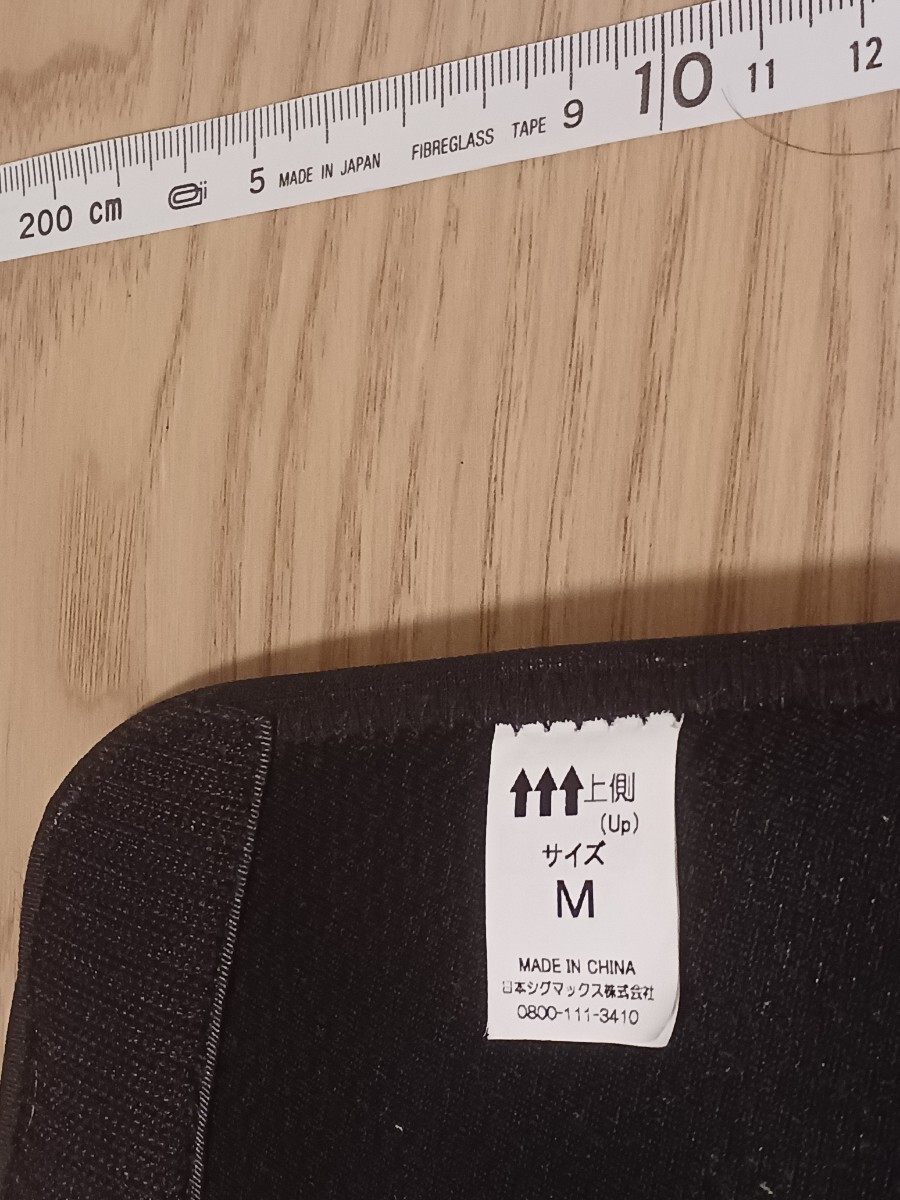 200 cm
5
MADE IN JAPAN
FIBREGLASS TAPE
9
10
11
12
上側
(Up)
サイズ
M
MADE IN CHINA
日本シグマックス株式会社
0800-111-3410